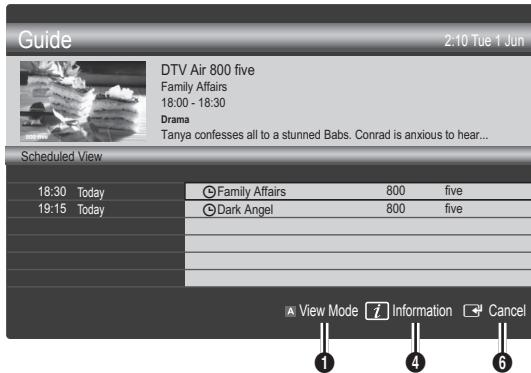 Guide 2:10 Tue 1 Jun
DTV Air 800 five
Family Affairs
18:00 - 18:30
Drama
Tanya confesses all to a stunned Babs. Conrad is anxious to hear...
800 five
Scheduled View
18:30 Today Family Affairs 800 five
19:15 Today Dark Angel 800 five
A View Mode i Information Cancel
1 4 6